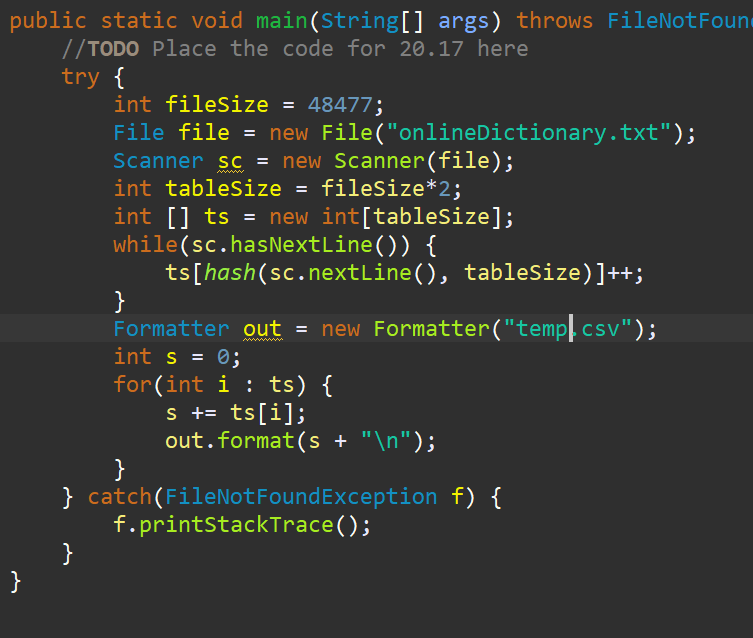 public static void main(String[] args) throws FileNotFoun
//TODO Place the code for 20.17 here
try {
int fileSize = 48477;
File file = new File("onlineDictionary.txt");
Scanner sc = new Scanner(file);
int tableSize = fileSize*2;
int [] ts = new int[tableSize];
while(sc.hasNextLine()) {
ts[hash(sc.nextLine(), tableSize)]++;
}
Formatter out = new Formatter("temp.csv");
int s = 0;
for(int i : ts) {
s += ts[i];
out.format(s + "\n");
}
} catch(FileNotFoundException f) {
f.printStackTrace();
}
}